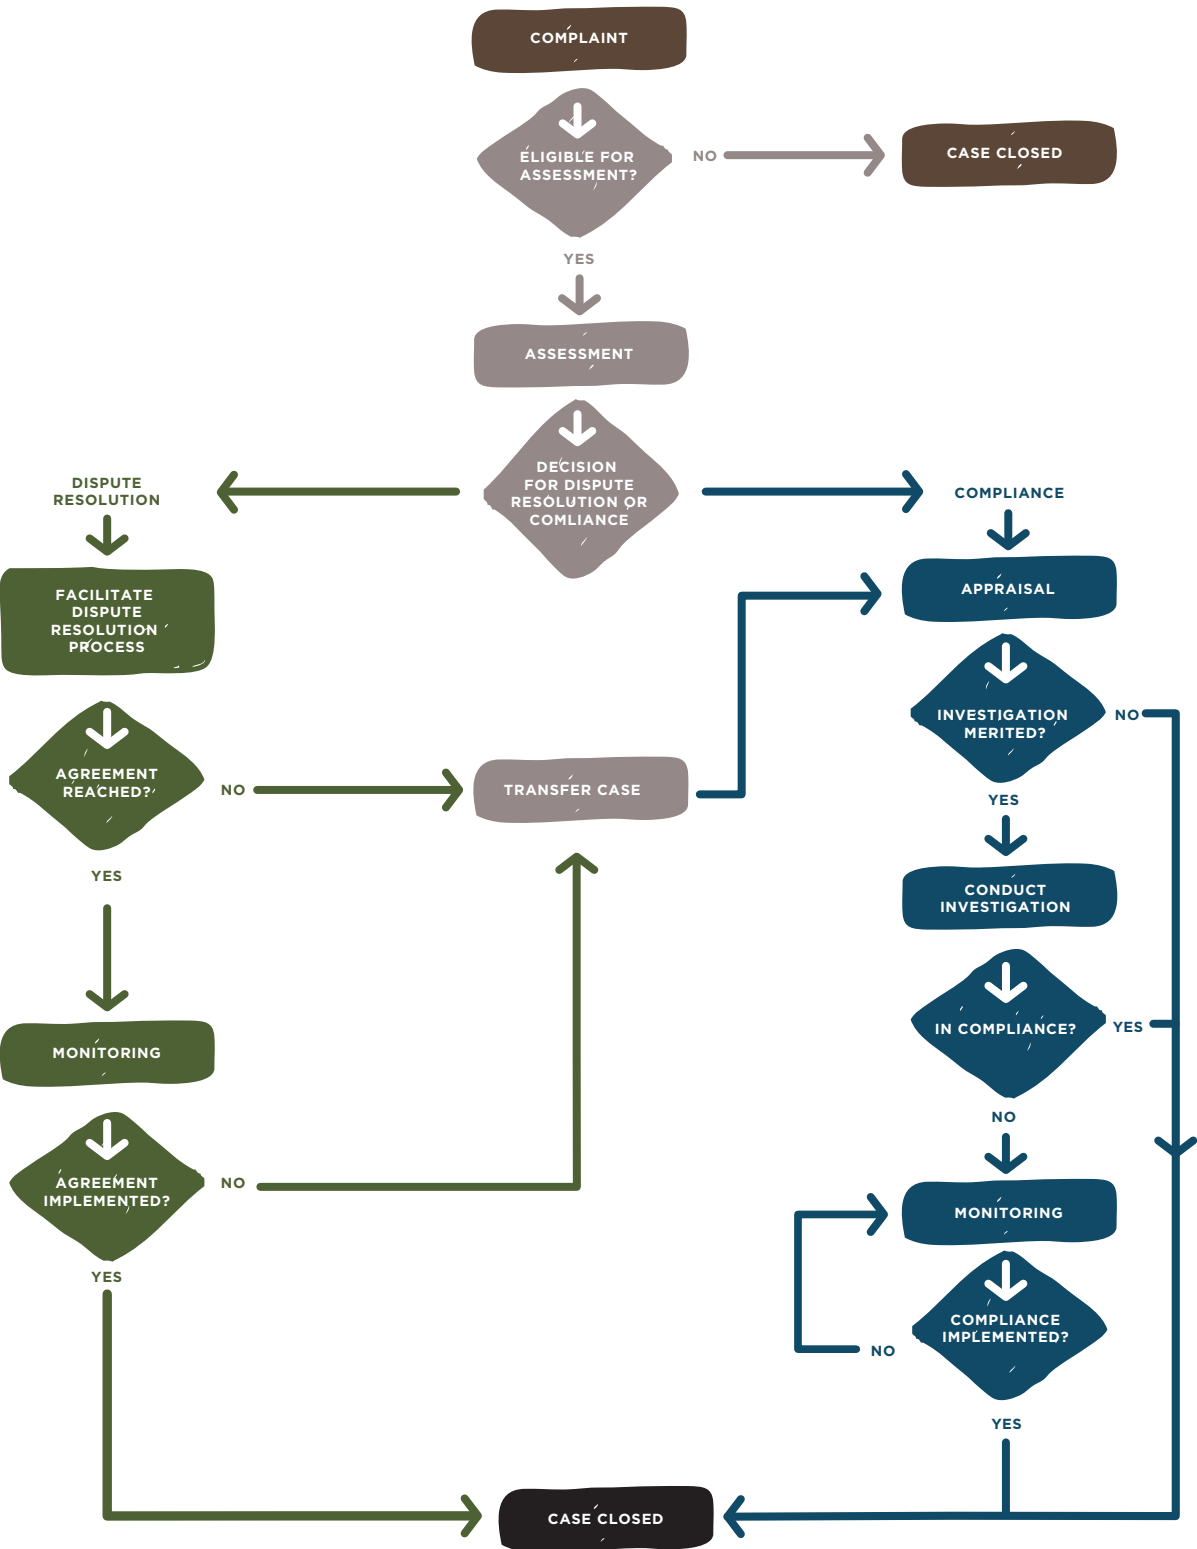 COMPLAINT
ELIGIBLE FOR
ASSESSMENT?
NO
CASE CLOSED
YES
ASSESSMENT
DECISION
FOR DISPUTE
RESOLUTION OR
COMLIANCE
DISPUTE
RESOLUTION
COMPLIANCE
FACILITATE
DISPUTE
RESOLUTION
PROCESS
APPRAISAL
INVESTIGATION
MERITED?
NO
AGREEMENT
REACHED?
NO
TRANSFER CASE
YES
YES
CONDUCT
INVESTIGATION
IN COMPLIANCE?
YES
MONITORING
NO
AGREEMENT
IMPLEMENTED?
NO
MONITORING
YES
COMPLIANCE
IMPLEMENTED?
NO
YES
CASE CLOSED